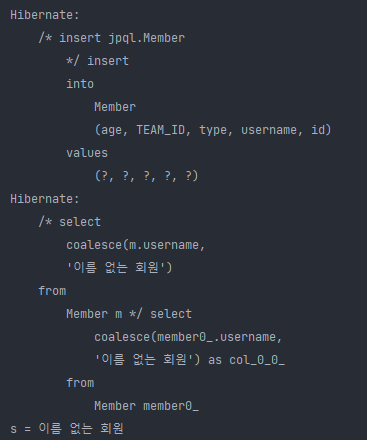 Hibernate:
    /* insert jpql.Member
        */ insert
        into
            Member
            (age, TEAM_ID, type, username, id)
        values
            (?, ?, ?, ?, ?)
Hibernate:
    /* select
        coalesce(m.username,
        '이름 없는 회원')
    from
        Member m */ select
            coalesce(member0_.username,
            '이름 없는 회원') as col_0_0_
        from
            Member member0_
s = 이름 없는 회원